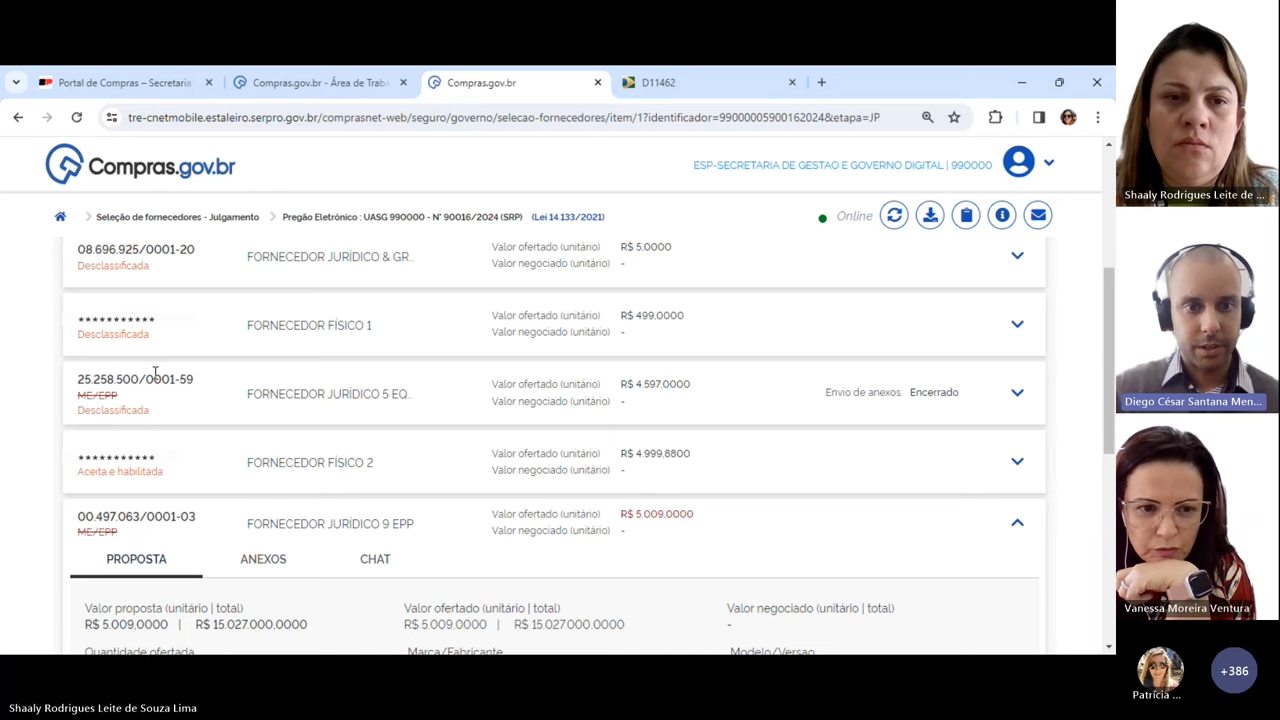 Portal de Compras – Secretaria
Compras.gov.br - Área de Trab
Compras.gov.br
D11462
tre-cnetmobile.estaleiro.serpro.gov.br/comprasnet-web/seguro/governo/selecao-fornecedores/item/1?identificador=99000005900162024&etapa=JP
Compras.gov.br
ESP-SECRETARIA DE GESTAO E GOVERNO DIGITAL | 990000
Seleção de fornecedores - Julgamento
Pregão Eletrônico : UASG 990000 - N° 90016/2024 (SRP) (Lei 14.133/2021)
Online
08.696.925/0001-20
Desclassificada
FORNECEDOR JURÍDICO & GR...
Valor ofertado (unitário) R$ 5,0000
Valor negociado (unitário) -
***********
Desclassificada
FORNECEDOR FÍSICO 1
Valor ofertado (unitário) R$ 499,0000
Valor negociado (unitário) -
25.258.500/0001-59
ME/EPP
Desclassificada
FORNECEDOR JURÍDICO 5 EQ...
Valor ofertado (unitário) R$ 4.597,0000
Valor negociado (unitário) -
Envio de anexos Encerrado
***********
Aceita e habilitada
FORNECEDOR FÍSICO 2
Valor ofertado (unitário) R$ 4.999,8800
Valor negociado (unitário) -
00.497.063/0001-03
ME/EPP
FORNECEDOR JURÍDICO 9 EPP
Valor ofertado (unitário) R$ 5.009,0000
Valor negociado (unitário) -
PROPOSTA ANEXOS CHAT
Valor proposta (unitário | total) Valor ofertado (unitário | total) Valor negociado (unitário | total)
R$ 5.009,0000 | R$ 15.027.000,0000 R$ 5.009,0000 | R$ 15.027.000,0000 -
Quantidade ofertada Marca/Fabricante Modelo/Versao
Shaaly Rodrigues Leite de ...
Diego César Santana Men...
Vanessa Moreira Ventura
Patrícia ...
+386
Shaaly Rodrigues Leite de Souza Lima